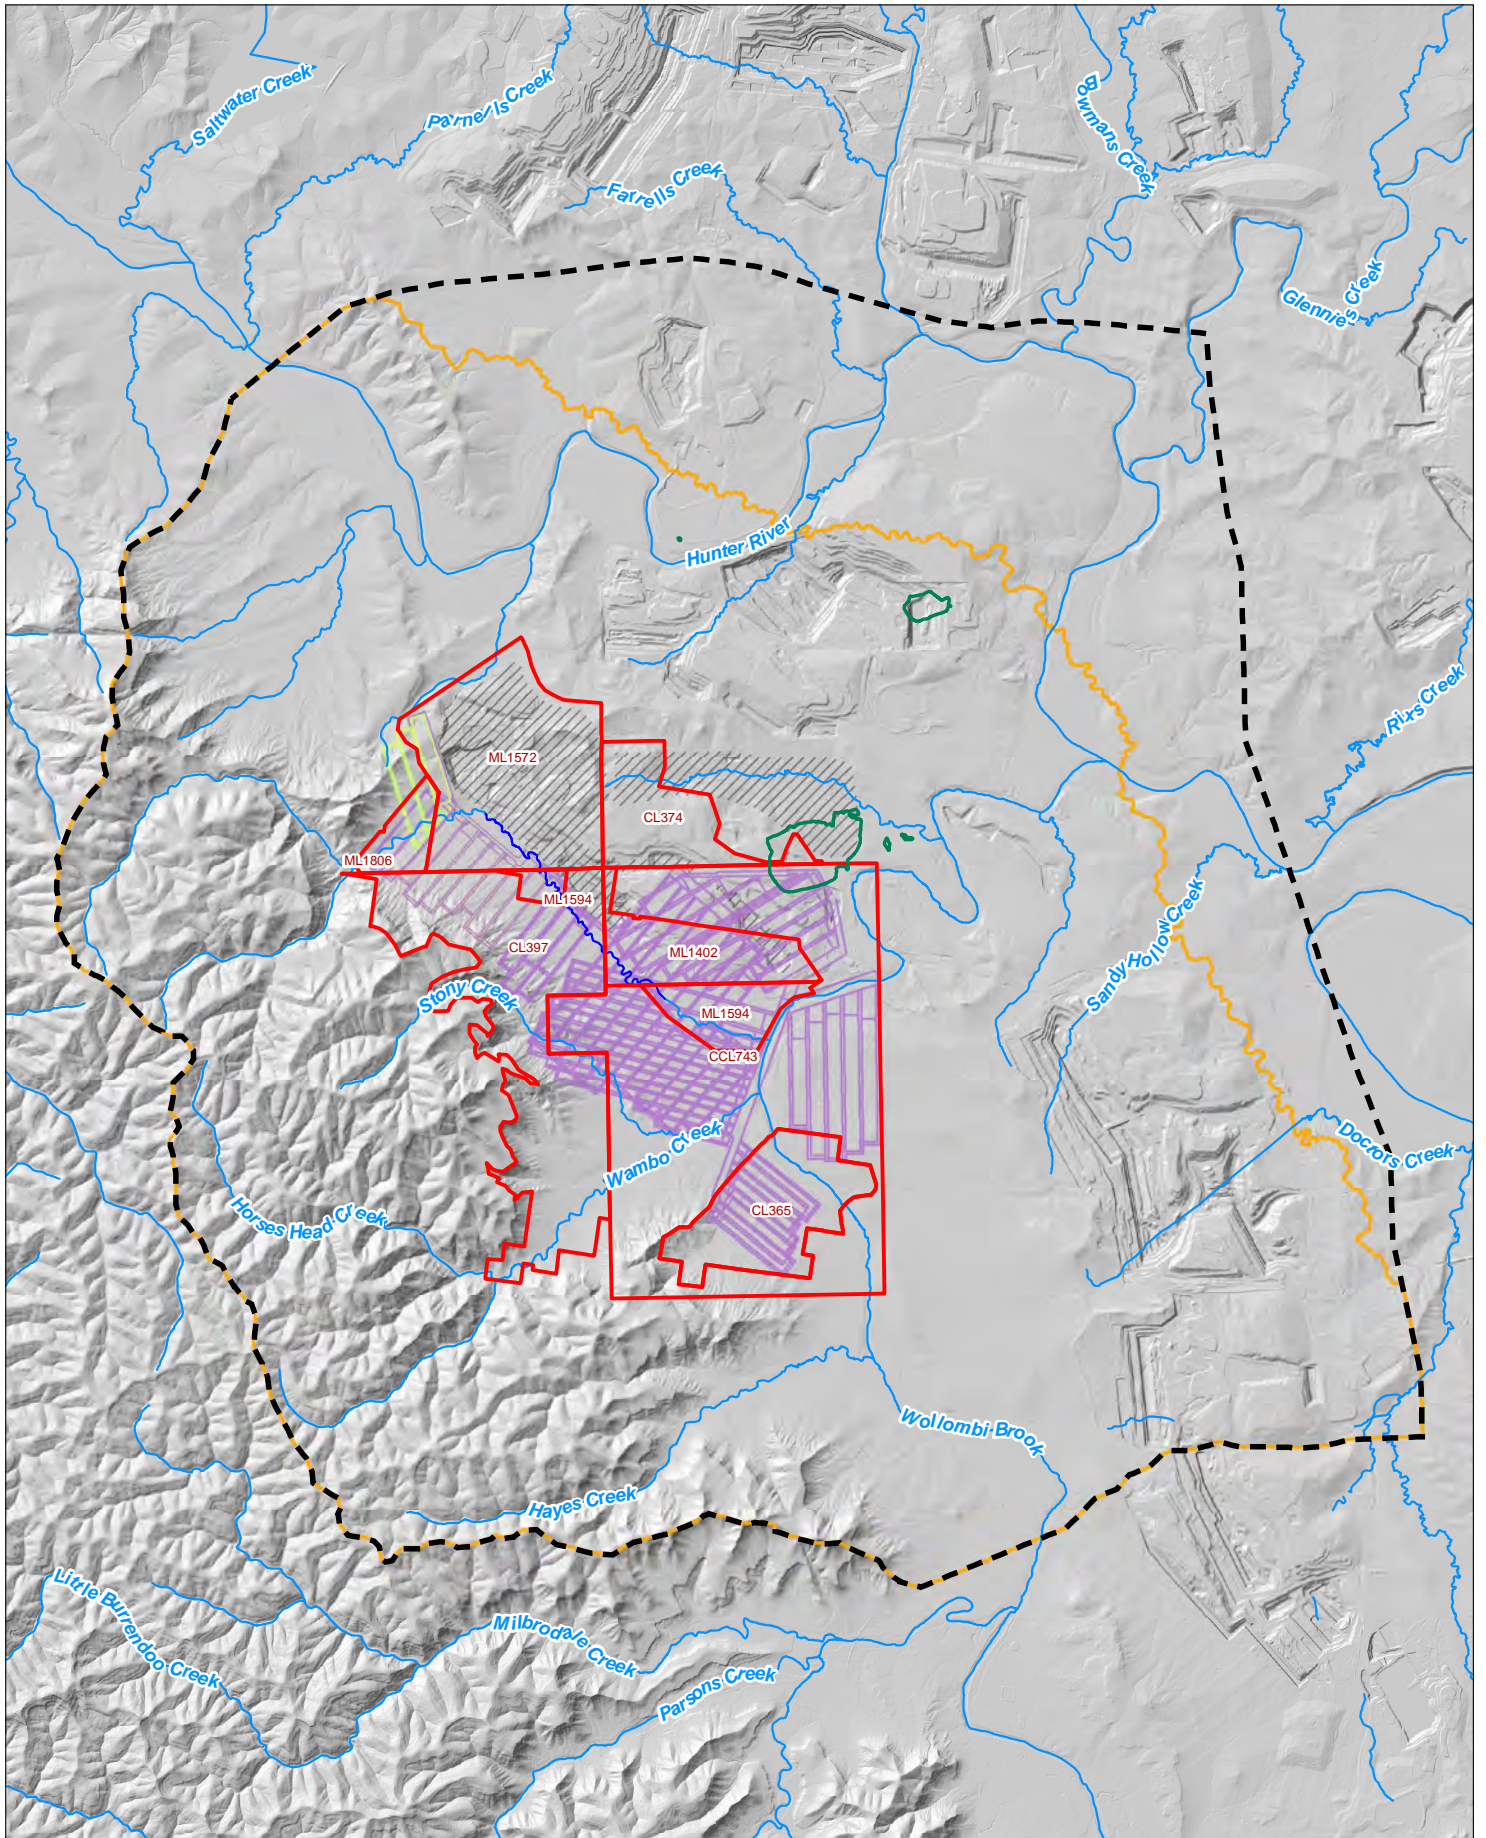 Saltwater Creek
Parnells Creek
Bowmans Creek
Farrells Creek
Glennies Creek
Hunter River
Rixs Creek
ML1572
CL374
ML1806
ML1594
CL397
ML1402
Sandy Hollow Creek
Stony Creek
ML1594
CCL743
Wambo Creek
Doctors Creek
CL365
Horses Head Creek
Wollombi Brook
Hayes Creek
Little Burrendoo Creek
Milbrodale Creek
Parsons Creek